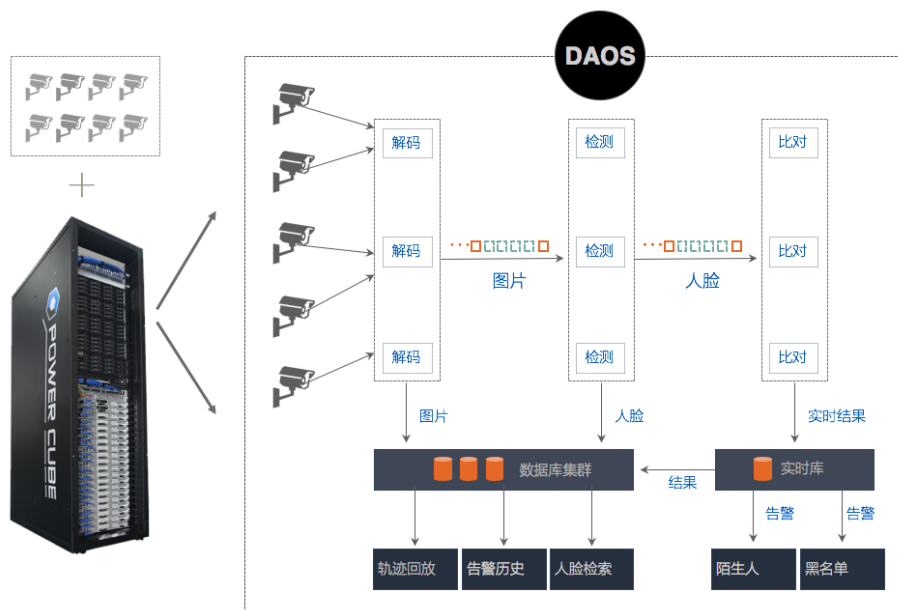 DAOS
解码
检测
比对
解码
检测
比对
图片
人脸
解码
检测
比对
图片
人脸
实时结果
数据库集群
结果
实时库
告警
告警
轨迹回放
告警历史
人脸检索
陌生人
黑名单
POWER CUBE